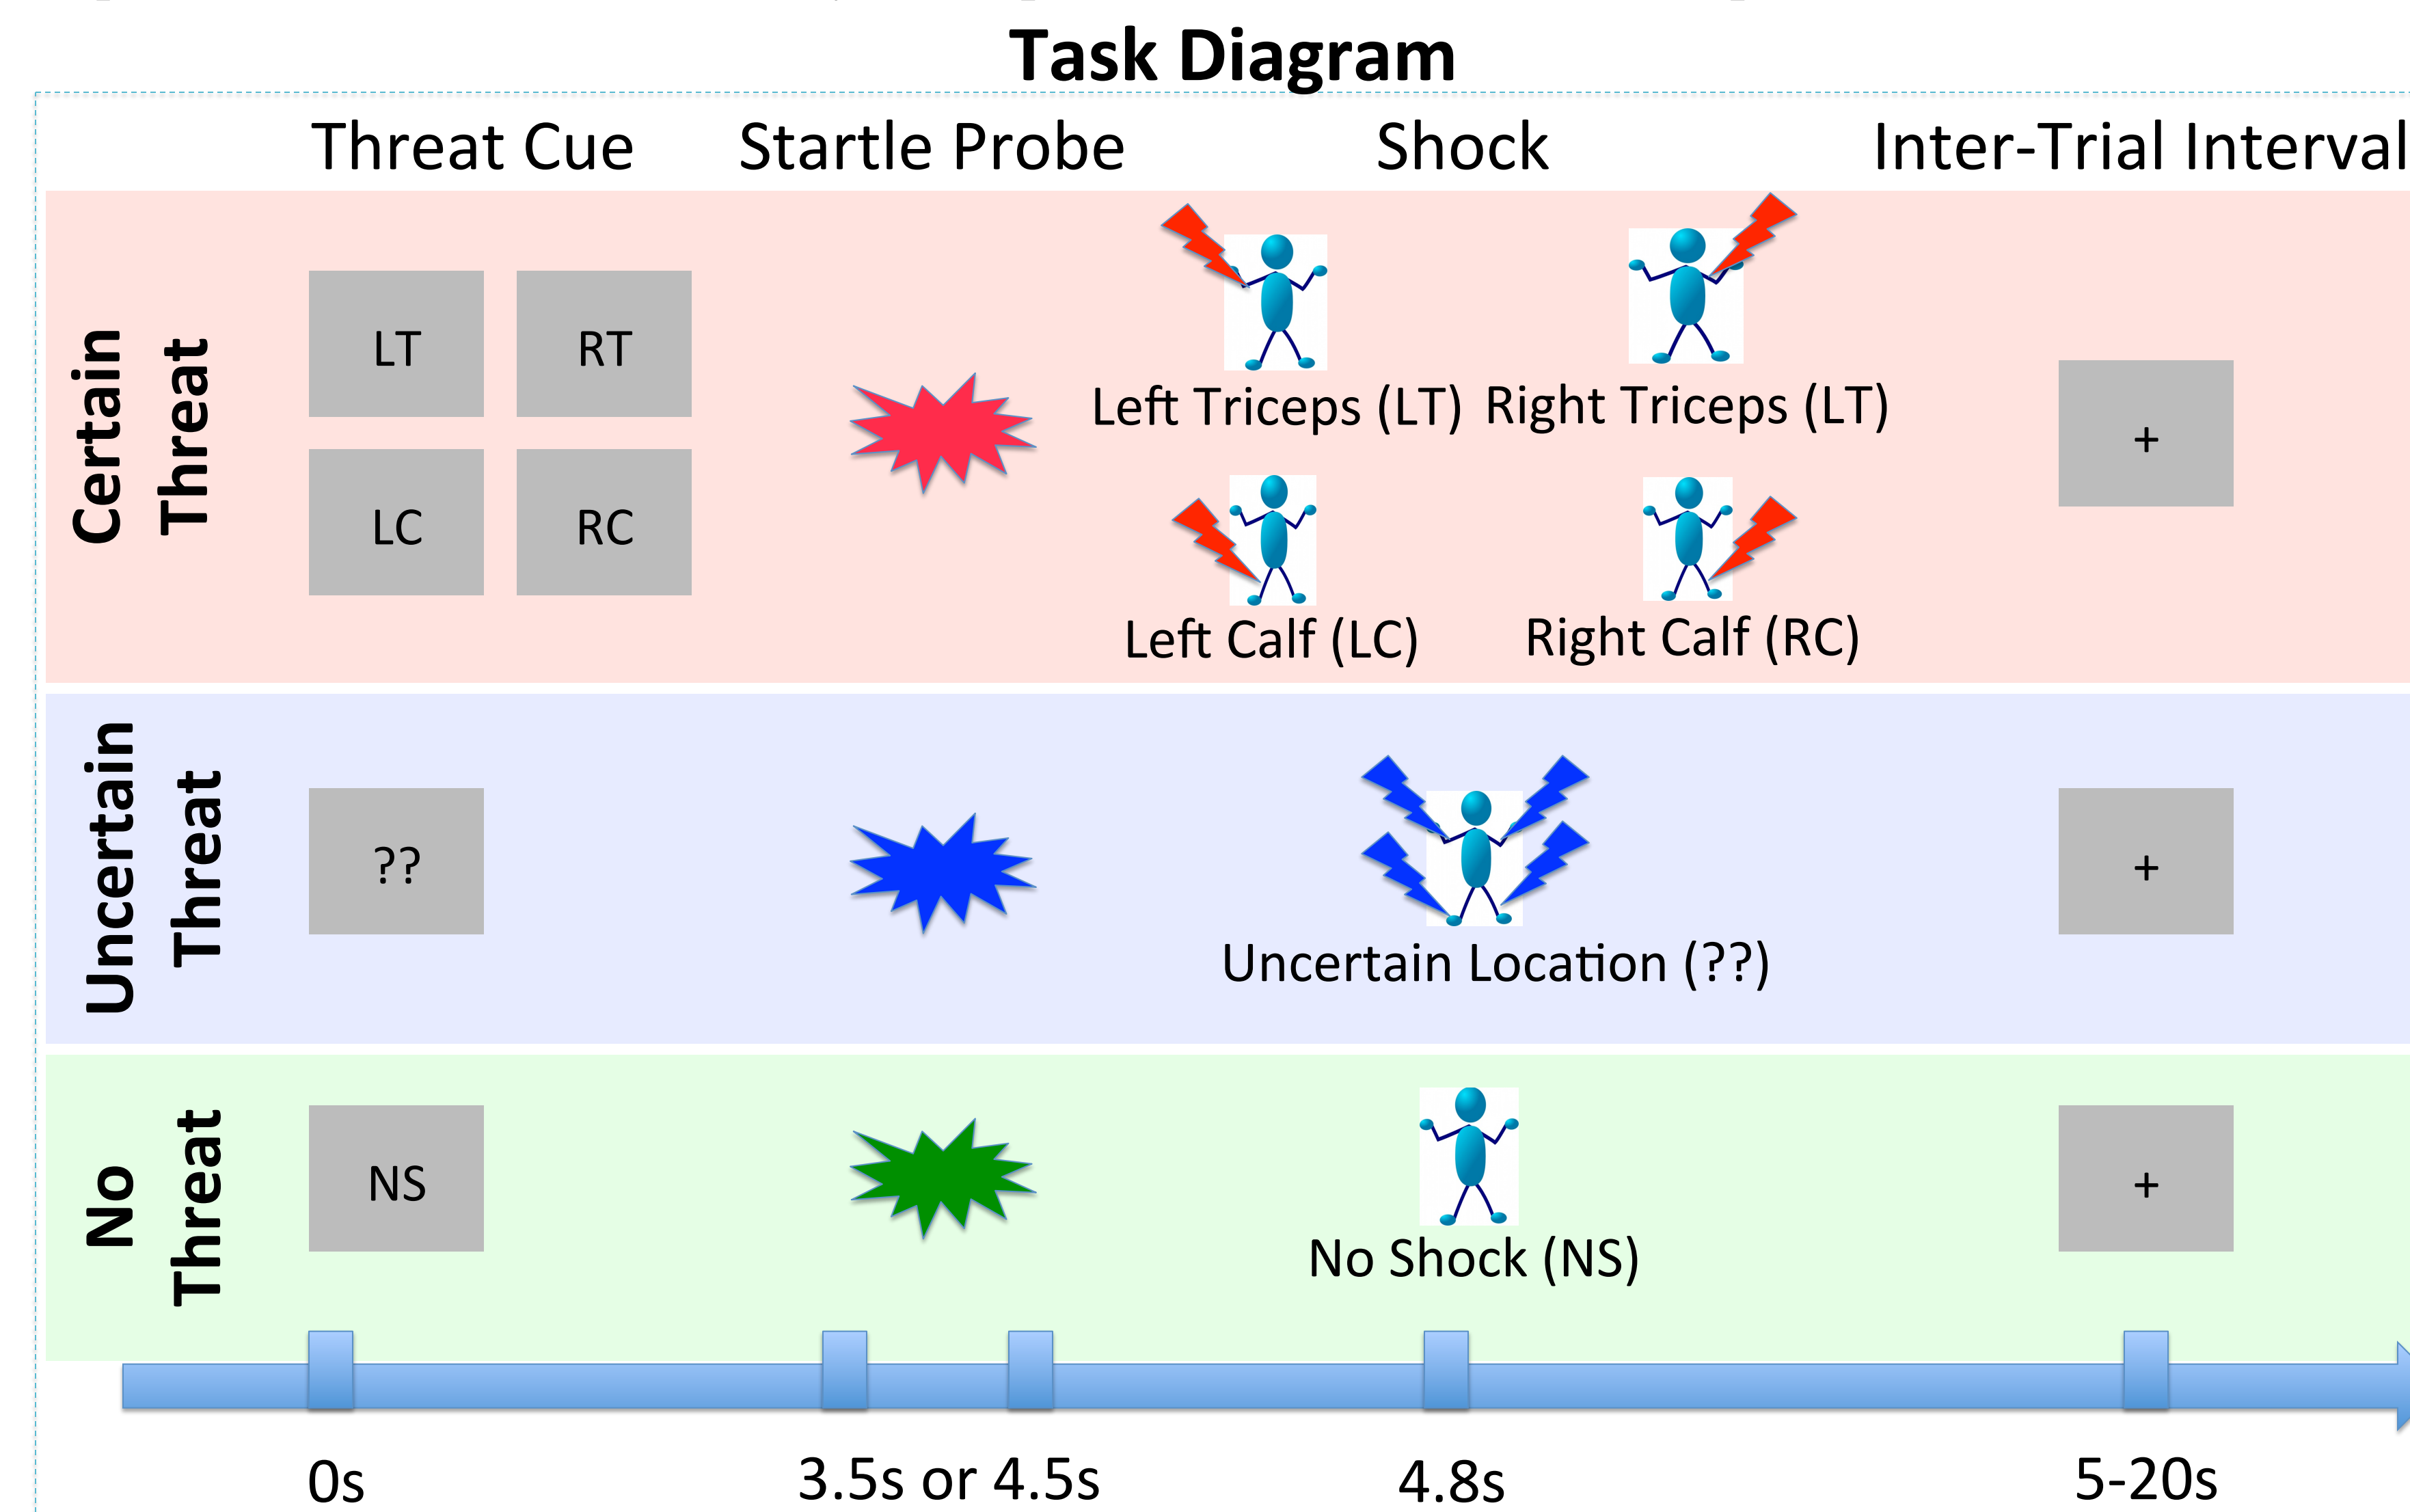 Task Diagram
Threat Cue Startle Probe Shock Inter-Trial Interval
Certain
Threat
LT RT
LC RC
Left Triceps (LT) Right Triceps (LT)
Left Calf (LC) Right Calf (RC)
+
Uncertain
Threat
??
Uncertain Location (??)
+
No
Threat
NS
No Shock (NS)
+
0s 3.5s or 4.5s 4.8s 5-20s